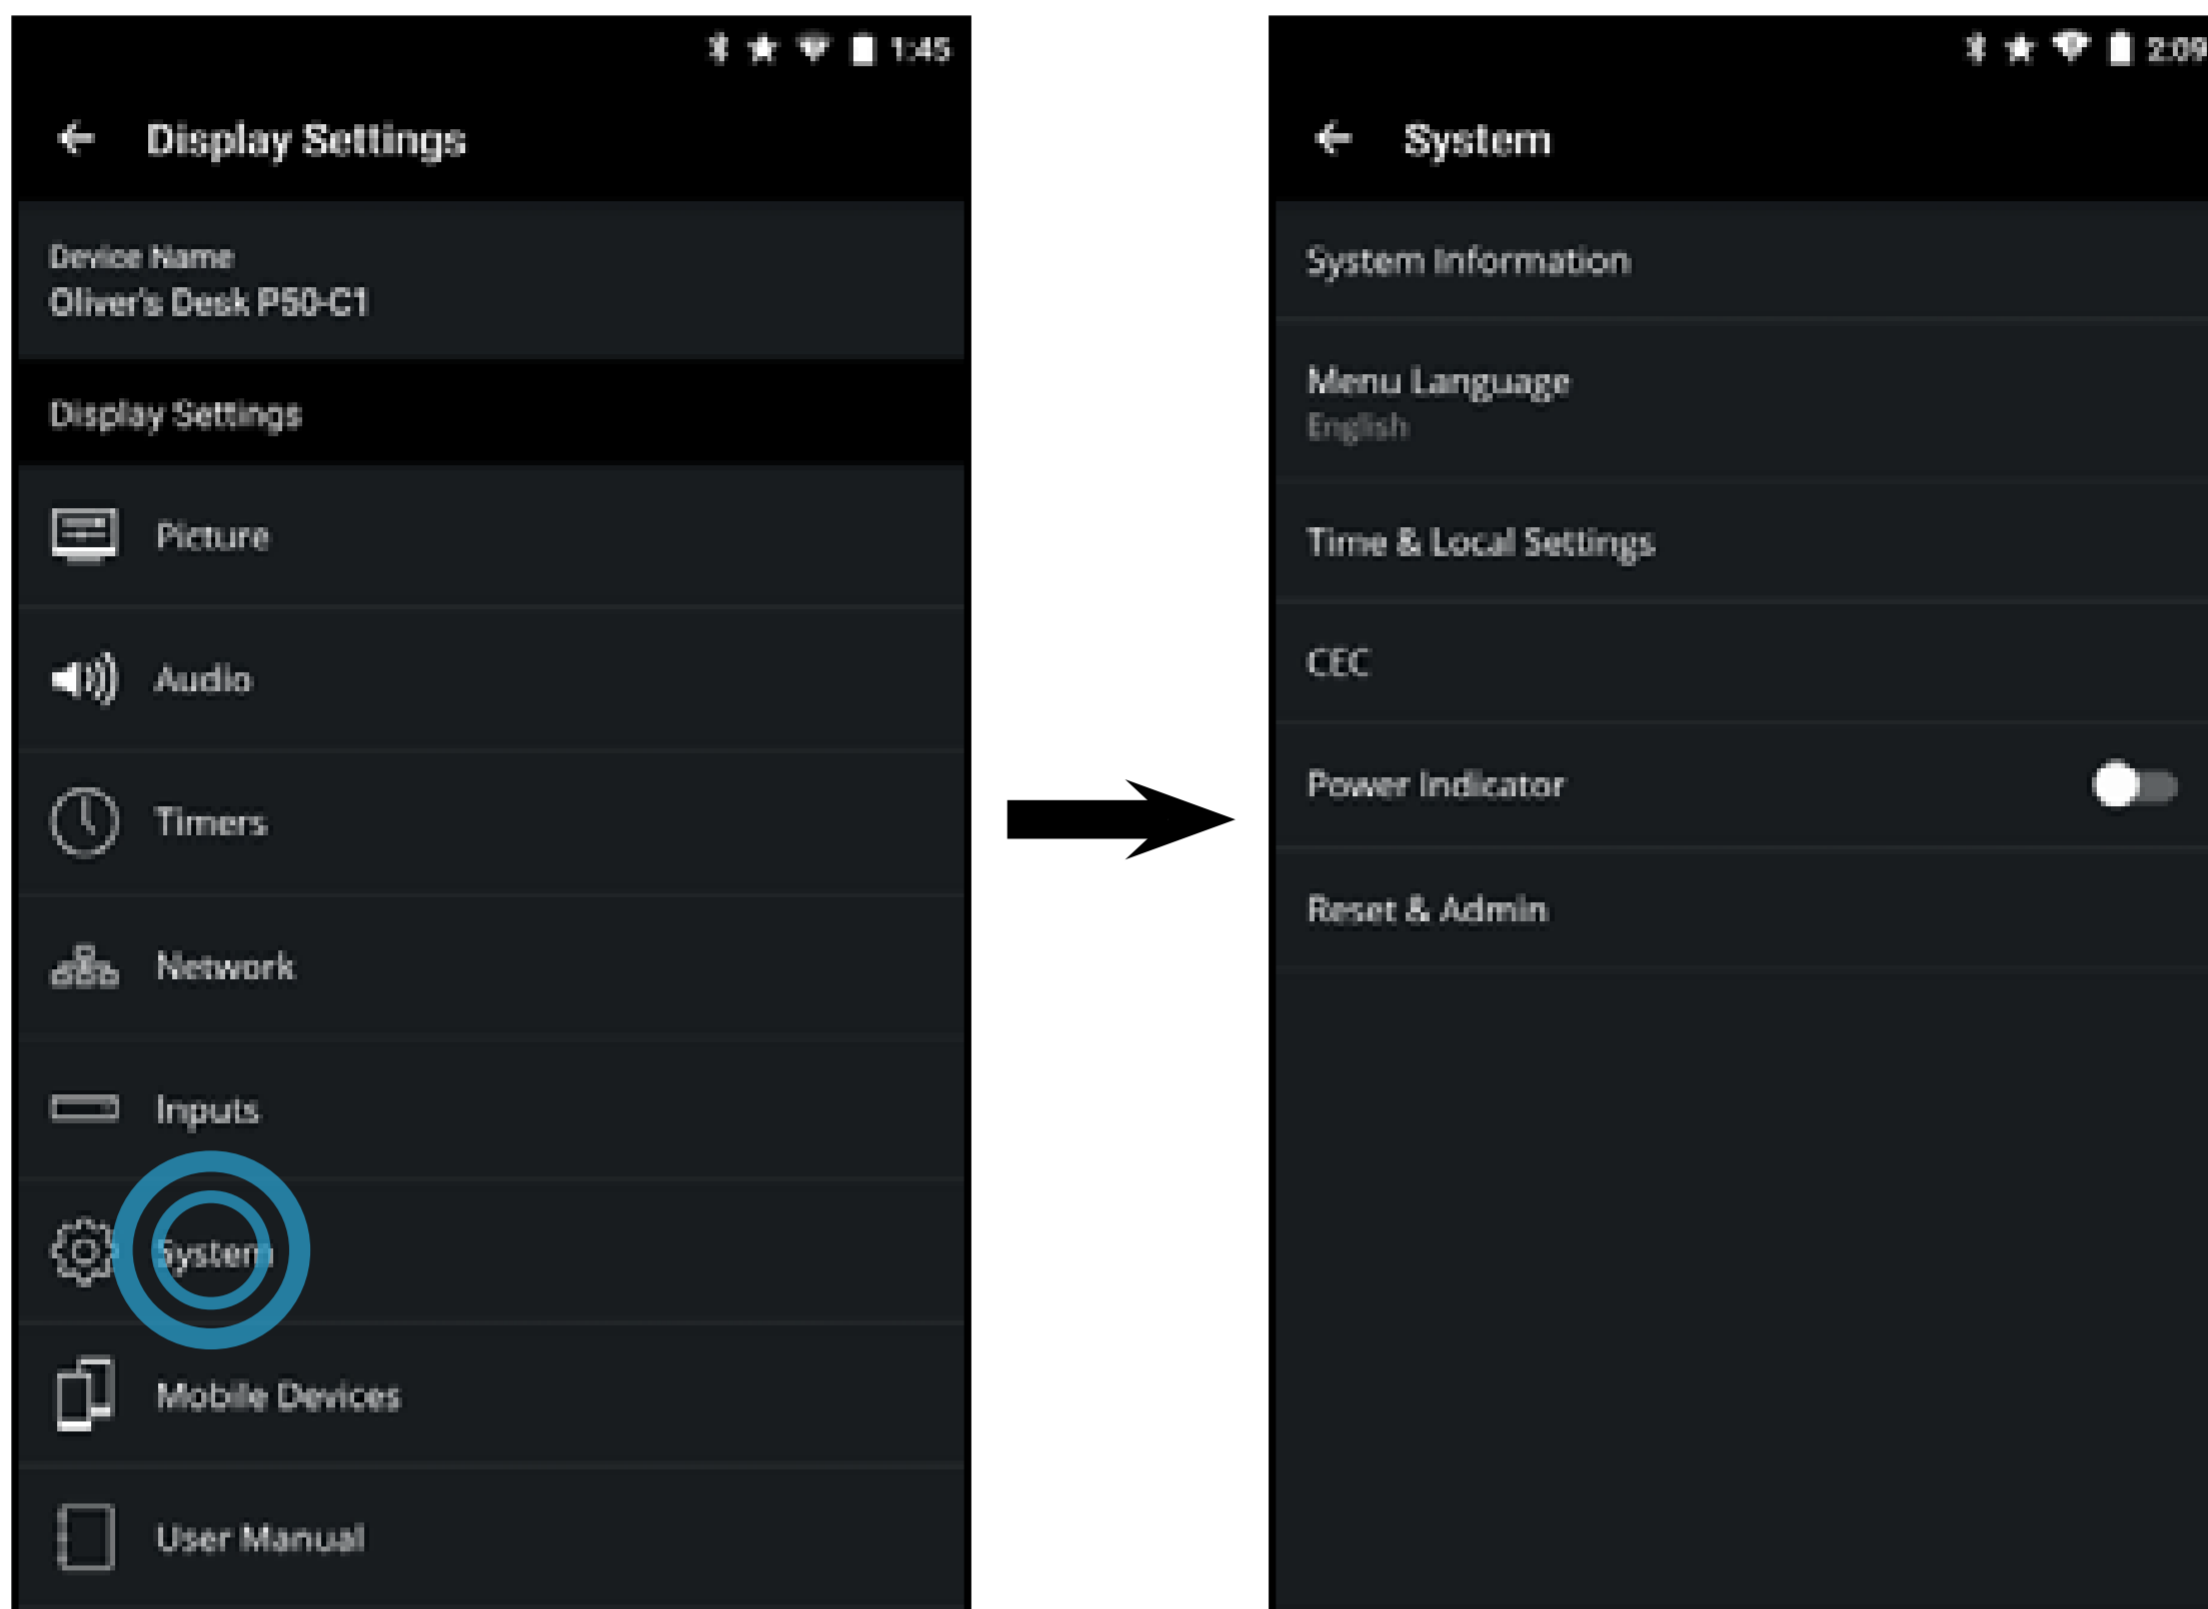 1:45
Display Settings
Device Name
Oliver's Desk P50-C1
Display Settings
Picture
Audio
Timers
Network
Inputs
System
Mobile Devices
User Manual
2:09
System
System Information
Menu Language
English
Time & Local Settings
CEC
Power Indicator
Reset & Admin